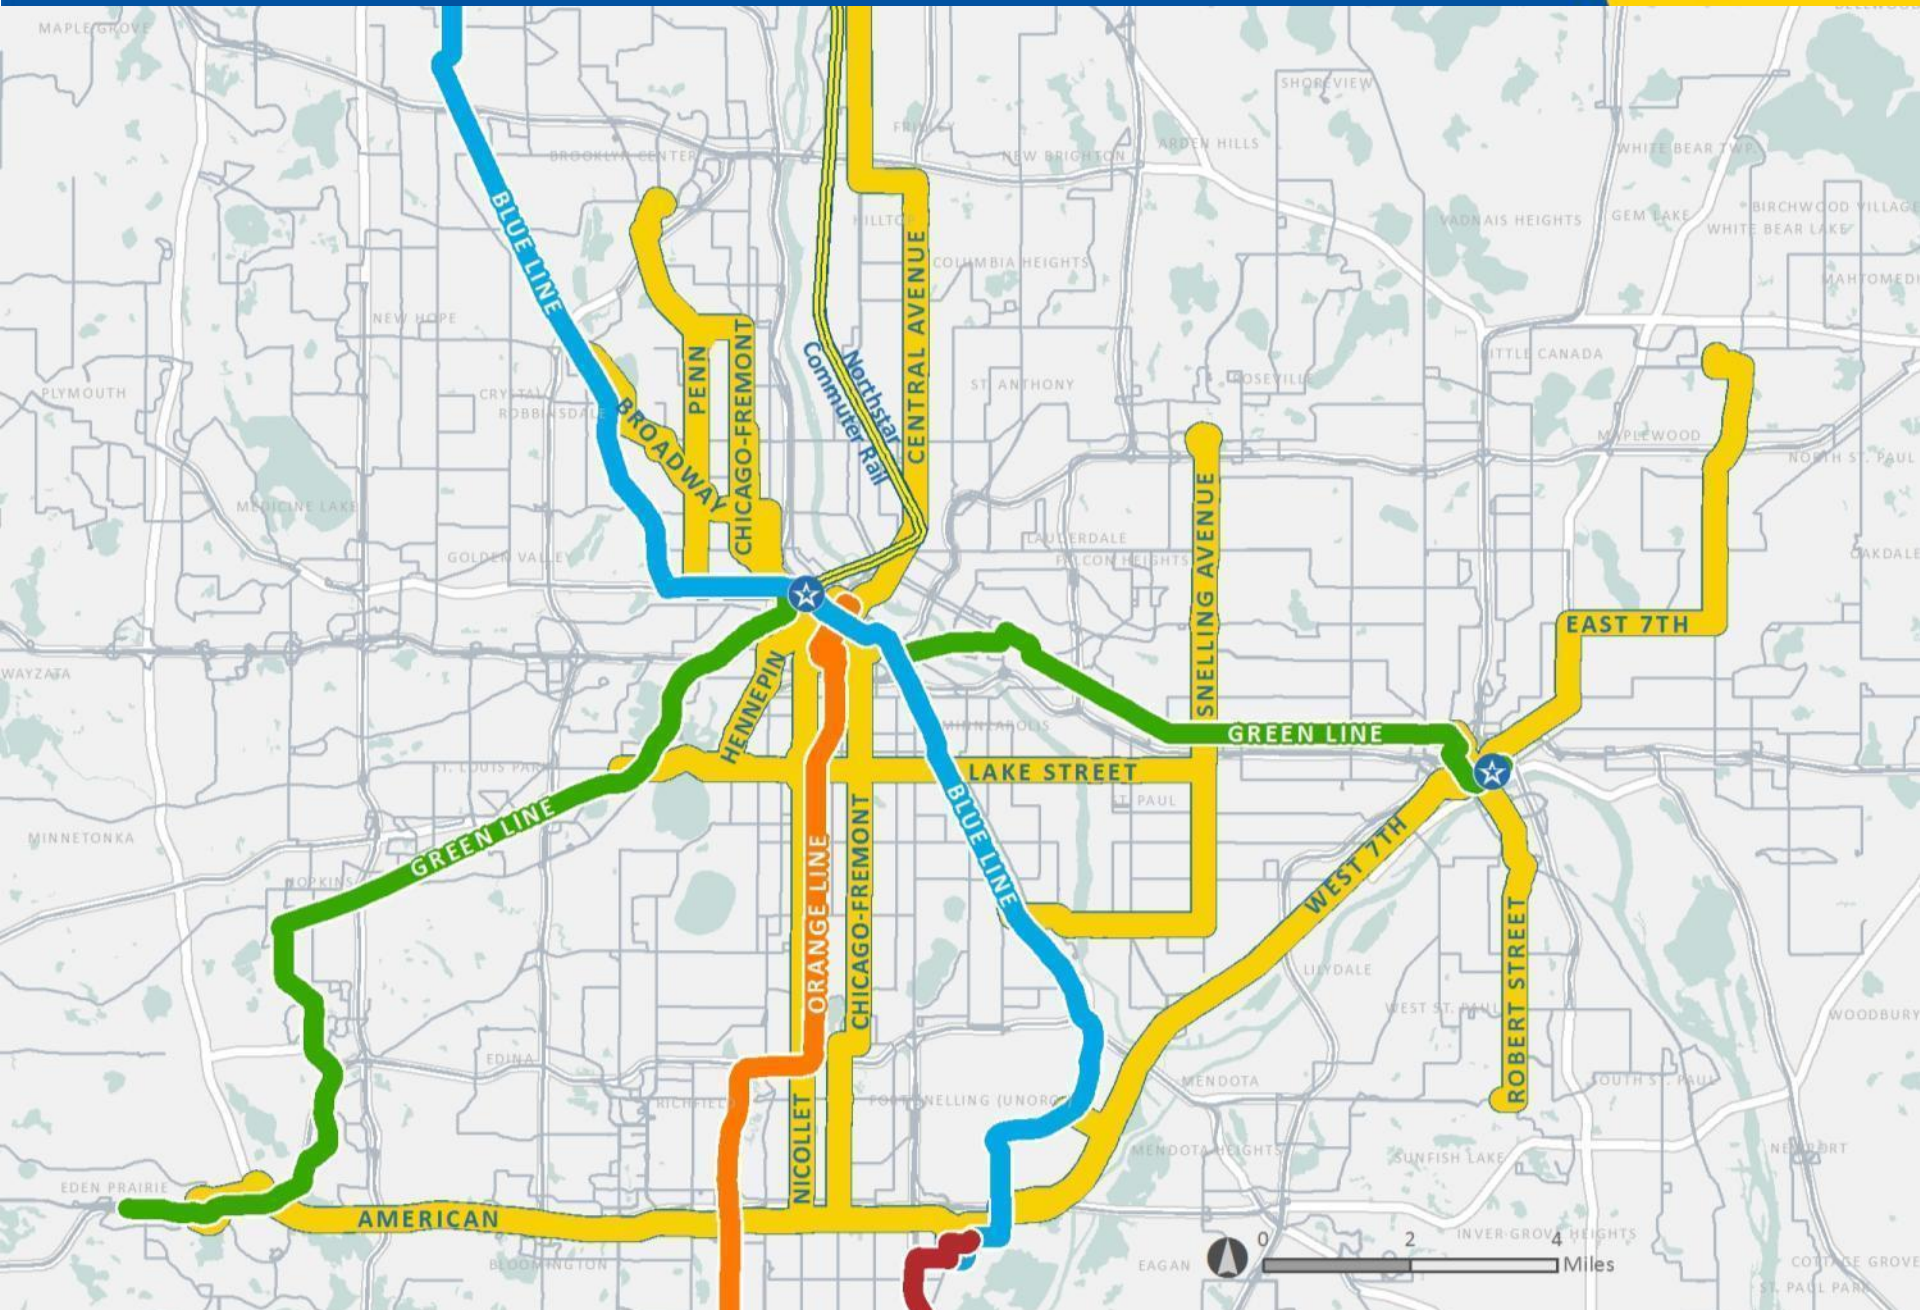 MAPLE GROVE
SHOREVIEW
FRIDLEY
BROOKLYN CENTER
NEW BRIGHTON
ARDEN HILLS
WHITE BEAR TWP.
BLUE LINE
HILLTOP
VADNAIS HEIGHTS
GEM LAKE
BIRCHWOOD VILLAGE
WHITE BEAR LAKE
COLUMBIA HEIGHTS
MAHTOMEDI
NEW HOPE
CENTRAL AVENUE
PENN
CHICAGO-FREMONT
Northstar
Commuter Rail
LITTLE CANADA
PLYMOUTH
CRYSTAL
ROBBINSDALE
BROADWAY
ST. ANTHONY
ROSEVILLE
MAPLEWOOD
NORTH ST. PAUL
MEDICINE LAKE
GOLDEN VALLEY
LAUDERDALE
FALCON HEIGHTS
SNELLING AVENUE
OAKDALE
EAST 7TH
WAYZATA
HENNEPIN
MINNEAPOLIS
GREEN LINE
ST. LOUIS PARK
LAKE STREET
ST. PAUL
MINNETONKA
GREEN LINE
BLUE LINE
ORANGE LINE
CHICAGO-FREMONT
WEST 7TH
HOPKINS
LILYDALE
WEST ST. PAUL
ROBERT STREET
WOODBURY
EDINA
RICHFIELD
FORT SNELLING (UNORG.)
MENDOTA
SOUTH ST. PAUL
NICOLLET
MENDOTA HEIGHTS
SUNFISH LAKE
NEWPORT
EDEN PRAIRIE
AMERICAN
INVER GROVE HEIGHTS
BLOOMINGTON
EAGAN
0 2 4
Miles
COTTAGE GROVE
ST. PAUL PARK